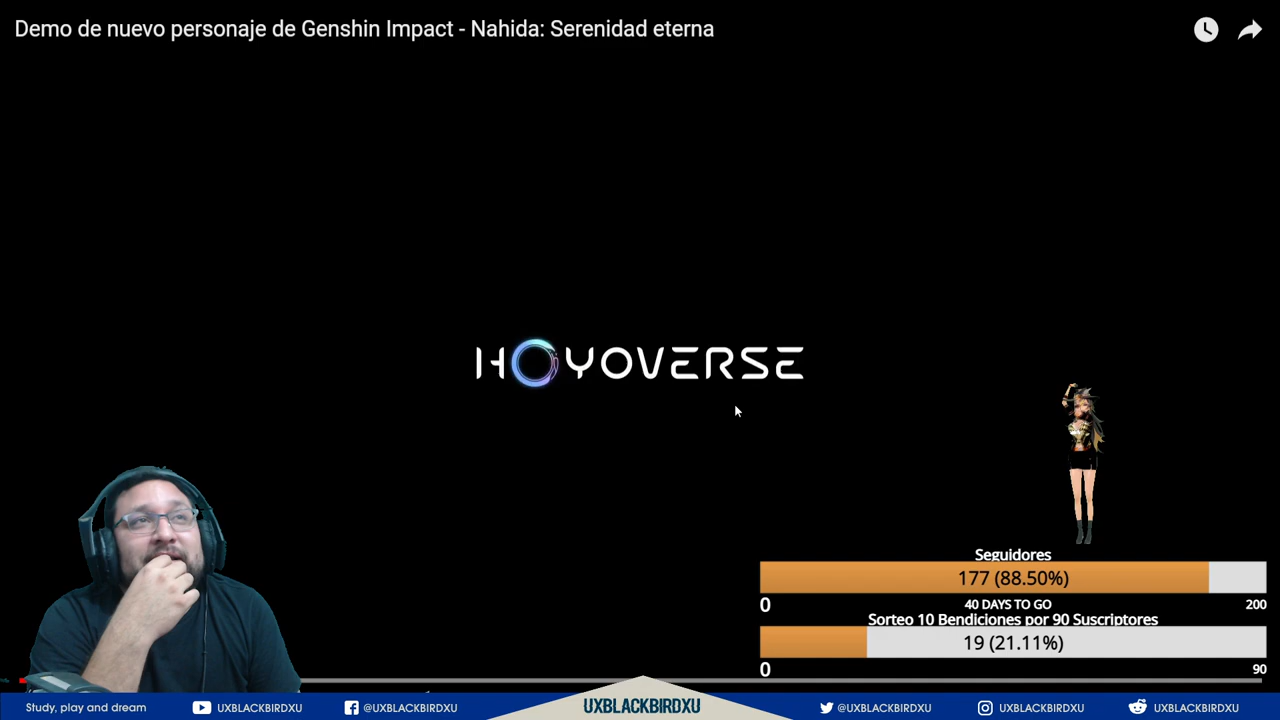 Demo de nuevo personaje de Genshin Impact - Nahida: Serenidad eterna
HOYOVERSE
Seguidores
177 (88.50%)
0 40 DAYS TO GO 200
Sorteo 10 Bendiciones por 90 Suscriptores
19 (21.11%)
0 90
Study, play and dream UXBLACKBIRDXU @UXBLACKBIRDXU UXBLACKBIRDXU @UXBLACKBIRDXU UXBLACKBIRDXU UXBLACKBIRDXU